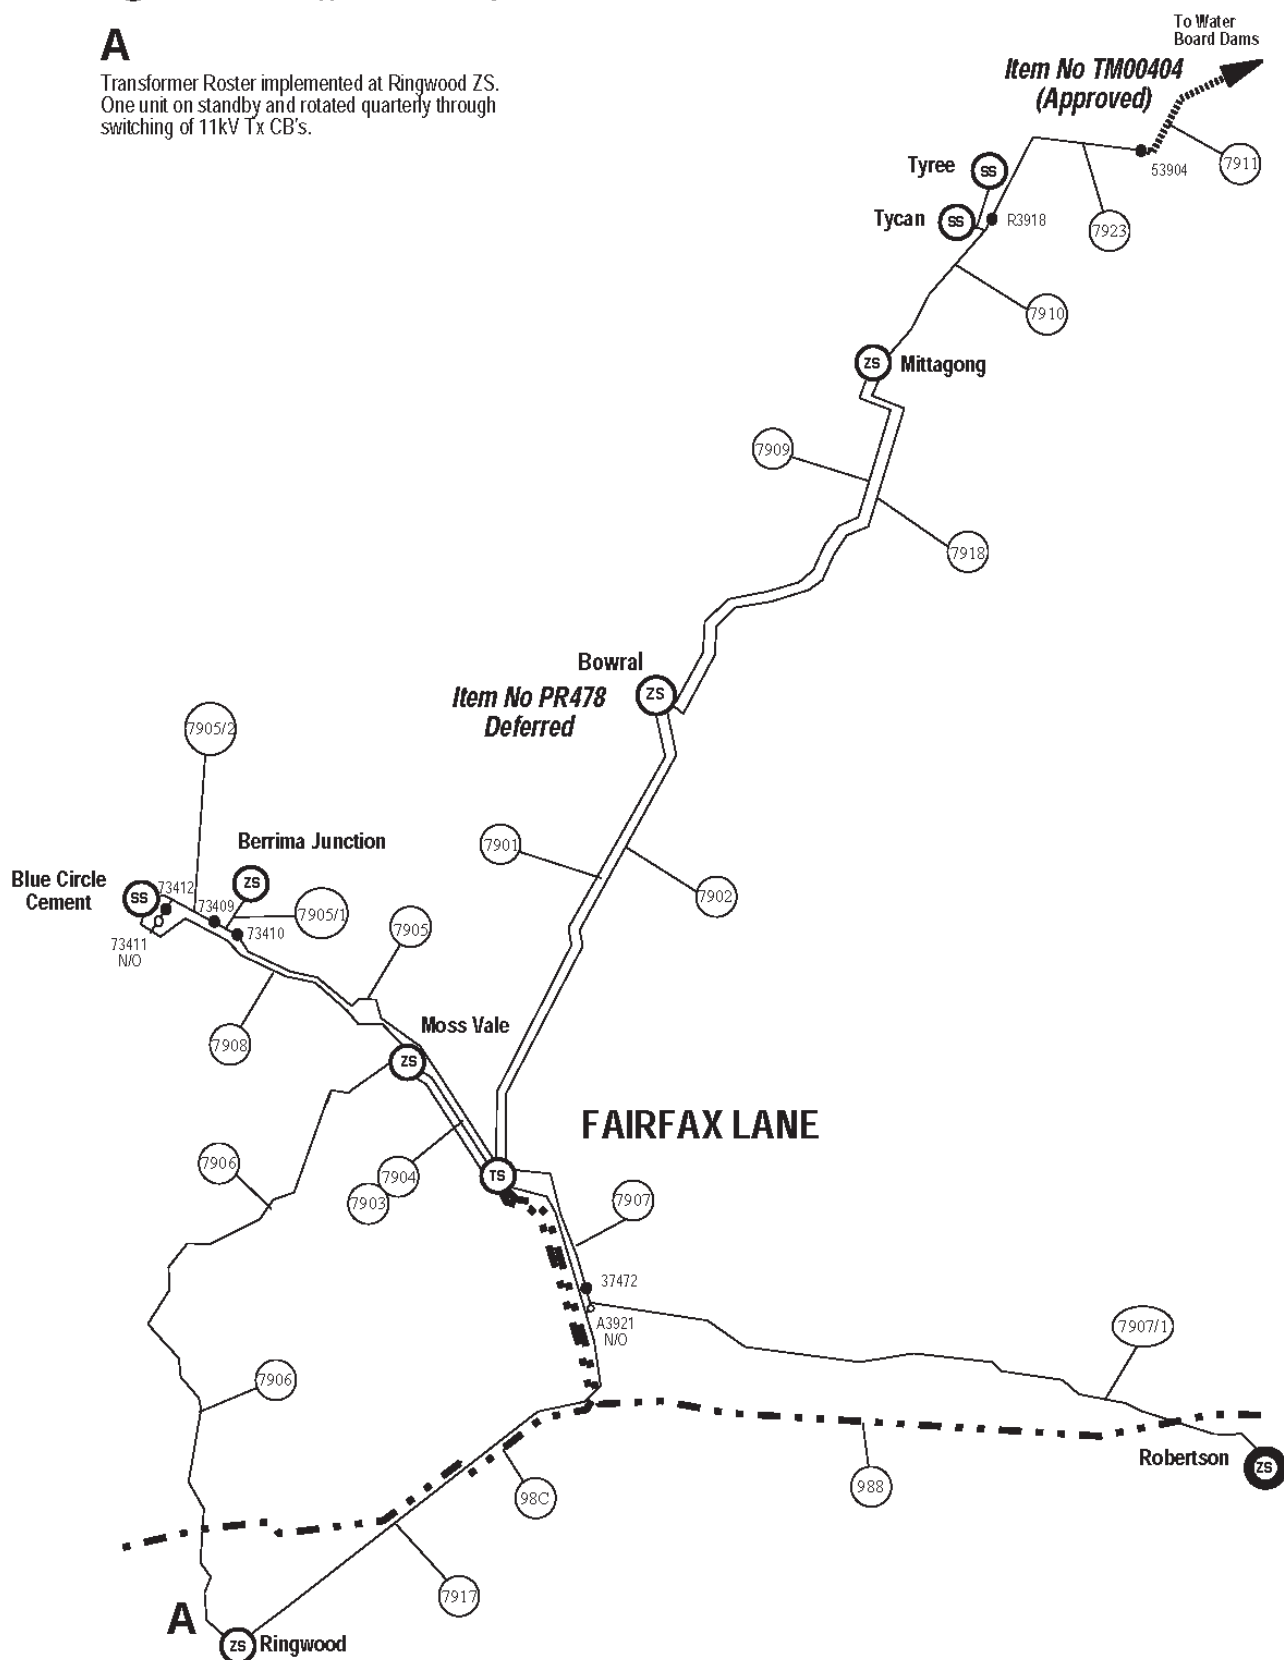 A
Transformer Roster implemented at Ringwood ZS.
One unit on standby and rotated quarterly through
switching of 11kV Tx CB's.
To Water
Board Dams
Item No TM00404
(Approved)
7911
53904
Tyree
SS
Tycan
SS
R3918
7923
7910
ZS
Mittagong
7909
7918
Bowral
ZS
Item No PR478
Deferred
7905/2
Berrima Junction
7901
7902
Blue Circle
Cement
SS
73412
ZS
73409
7905/1
73410
7905
73411
N/O
7908
Moss Vale
ZS
FAIRFAX LANE
7906
7904
7903
TS
7907
37472
A3921
N/O
7907/1
7906
Robertson
ZS
988
98C
7917
A
ZS
Ringwood